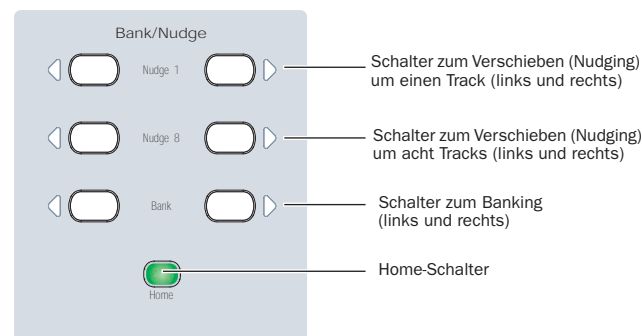 Bank/Nudge
Nudge 1
Schalter zum Verschieben (Nudging)
um einen Track (links und rechts)
Nudge 8
Schalter zum Verschieben (Nudging)
um acht Tracks (links und rechts)
Bank
Schalter zum Banking
(links und rechts)
Home-Schalter
Home